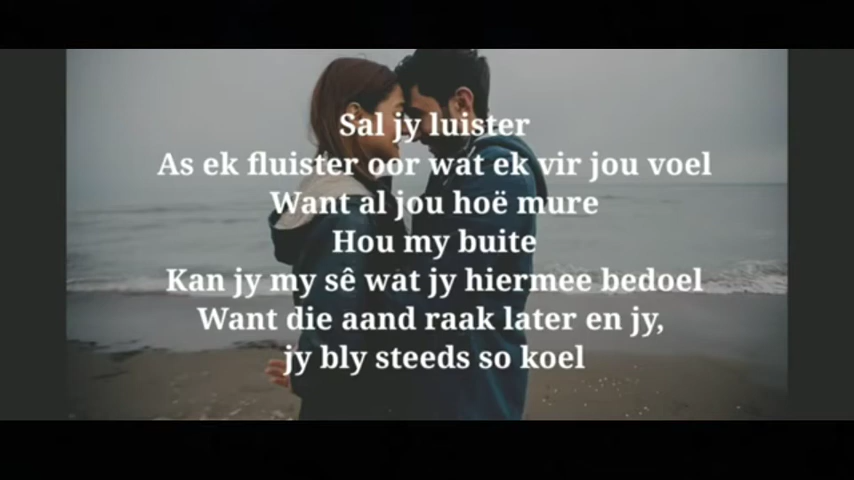 Sal jy luister
As ek fluister oor wat ek vir jou voel
Want al jou hoë mure
Hou my buite
Kan jy my sê wat jy hiermee bedoel
Want die aand raak later en jy,
jy bly steeds so koel